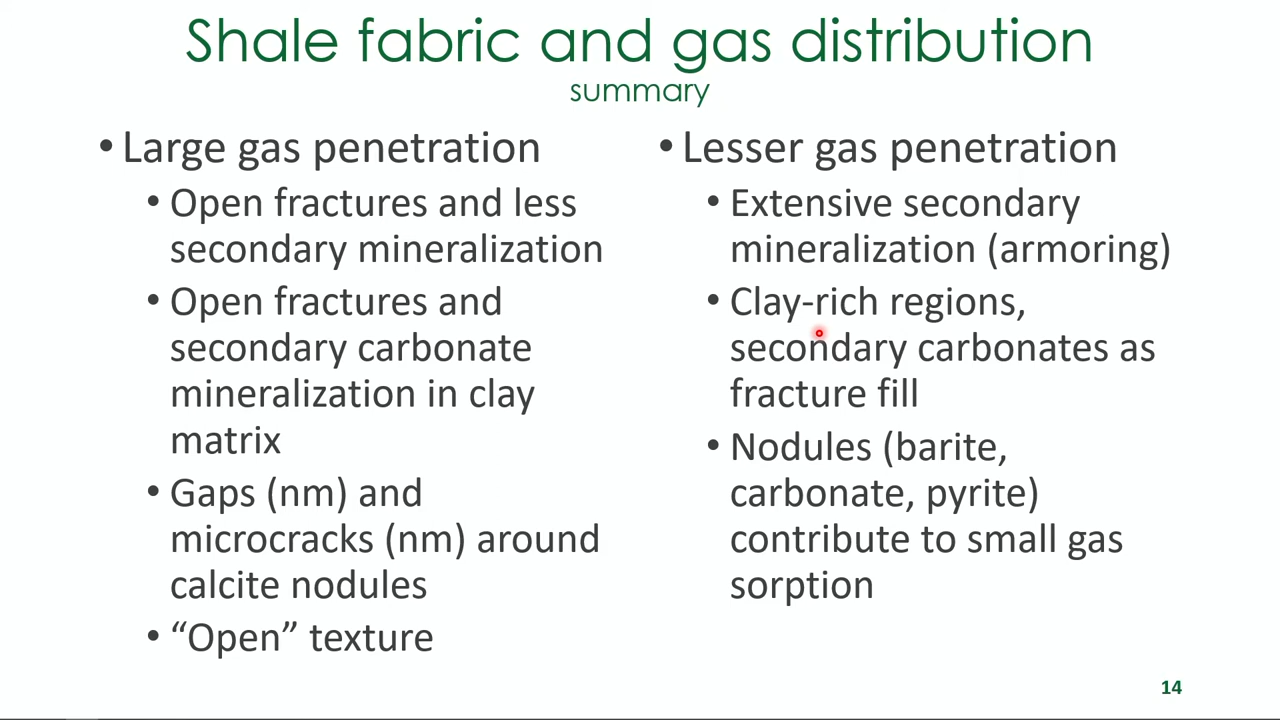 Shale fabric and gas distribution
summary
• Large gas penetration
• Open fractures and less
secondary mineralization
• Open fractures and
secondary carbonate
mineralization in clay
matrix
• Gaps (nm) and
microcracks (nm) around
calcite nodules
• “Open” texture
• Lesser gas penetration
• Extensive secondary
mineralization (armoring)
• Clay-rich regions,
secondary carbonates as
fracture fill
• Nodules (barite,
carbonate, pyrite)
contribute to small gas
sorption
14